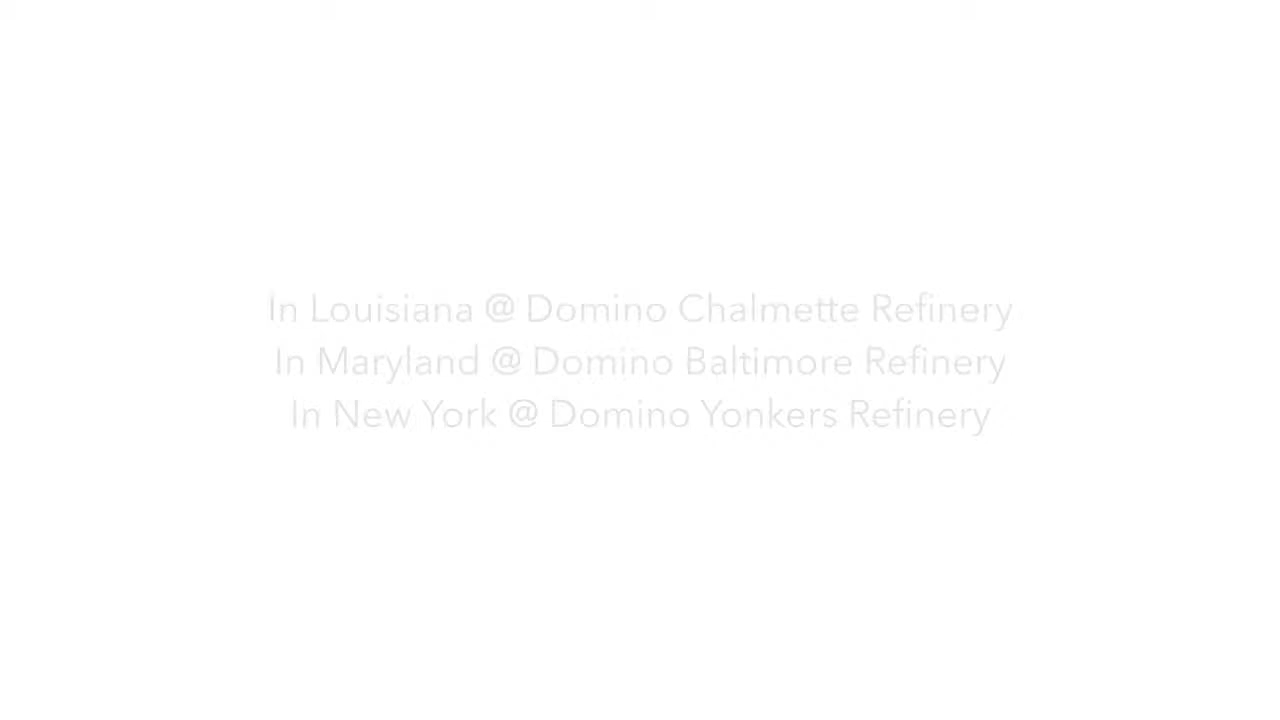 In Louisiana @ Domino Chalmette Refinery
In Maryland @ Domino Baltimore Refinery
In New York @ Domino Yonkers Refinery